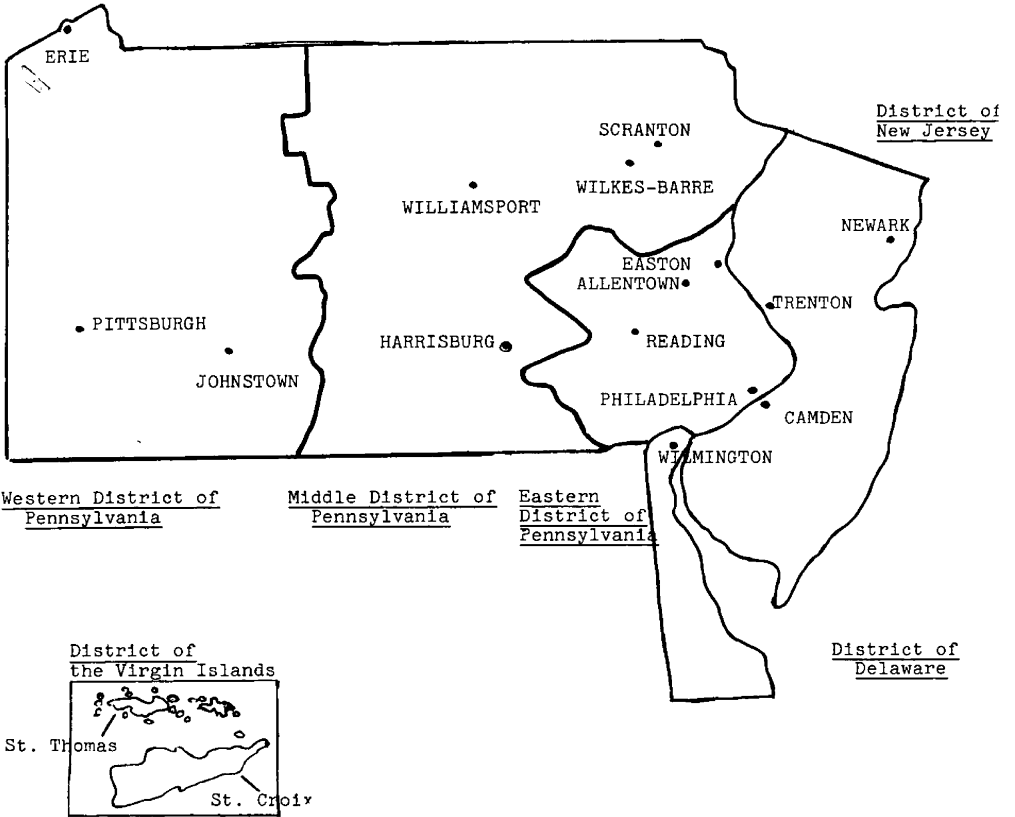 ERIE
District of
New Jersey
SCRANTON
WILKES-BARRE
WILLIAMSPORT
NEWARK
EASTON
ALLENTOWN
TRENTON
PITTSBURGH
HARRISBURG
READING
JOHNSTOWN
PHILADELPHIA
CAMDEN
WILMINGTON
Western District of
Pennsylvania
Middle District of
Pennsylvania
Eastern
District of
Pennsylvania
District of
the Virgin Islands
District of
Delaware
St. Thomas
St. Croix